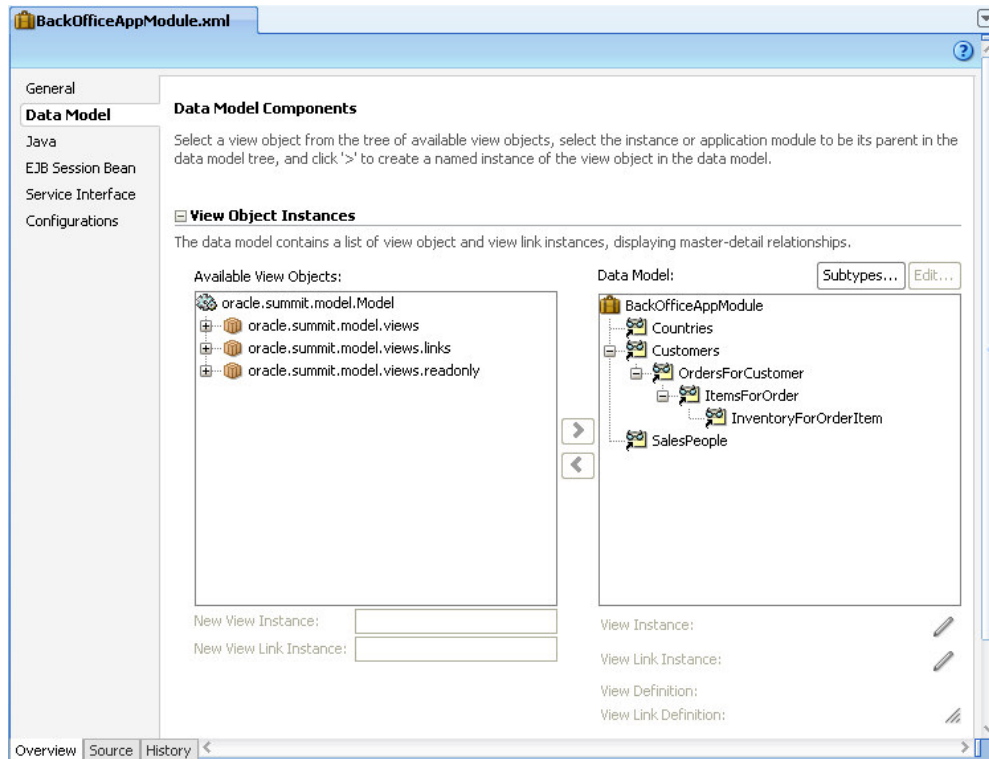 BackOfficeAppModule.xml
General
Data Model
Java
EJB Session Bean
Service Interface
Configurations
Data Model Components
Select a view object from the tree of available view objects, select the instance or application module to be its parent in the
data model tree, and click '>' to create a named instance of the view object in the data model.
View Object Instances
The data model contains a list of view object and view link instances, displaying master-detail relationships.
Available View Objects:
oracle.summit.model.Model
oracle.summit.model.views
oracle.summit.model.views.links
oracle.summit.model.views.readonly
New View Instance:
New View Link Instance:
Data Model:
Subtypes...
Edit...
BackOfficeAppModule
Countries
Customers
OrdersForCustomer
ItemsForOrder
InventoryForOrderItem
SalesPeople
View Instance:
View Link Instance:
View Definition:
View Link Definition:
Overview Source History